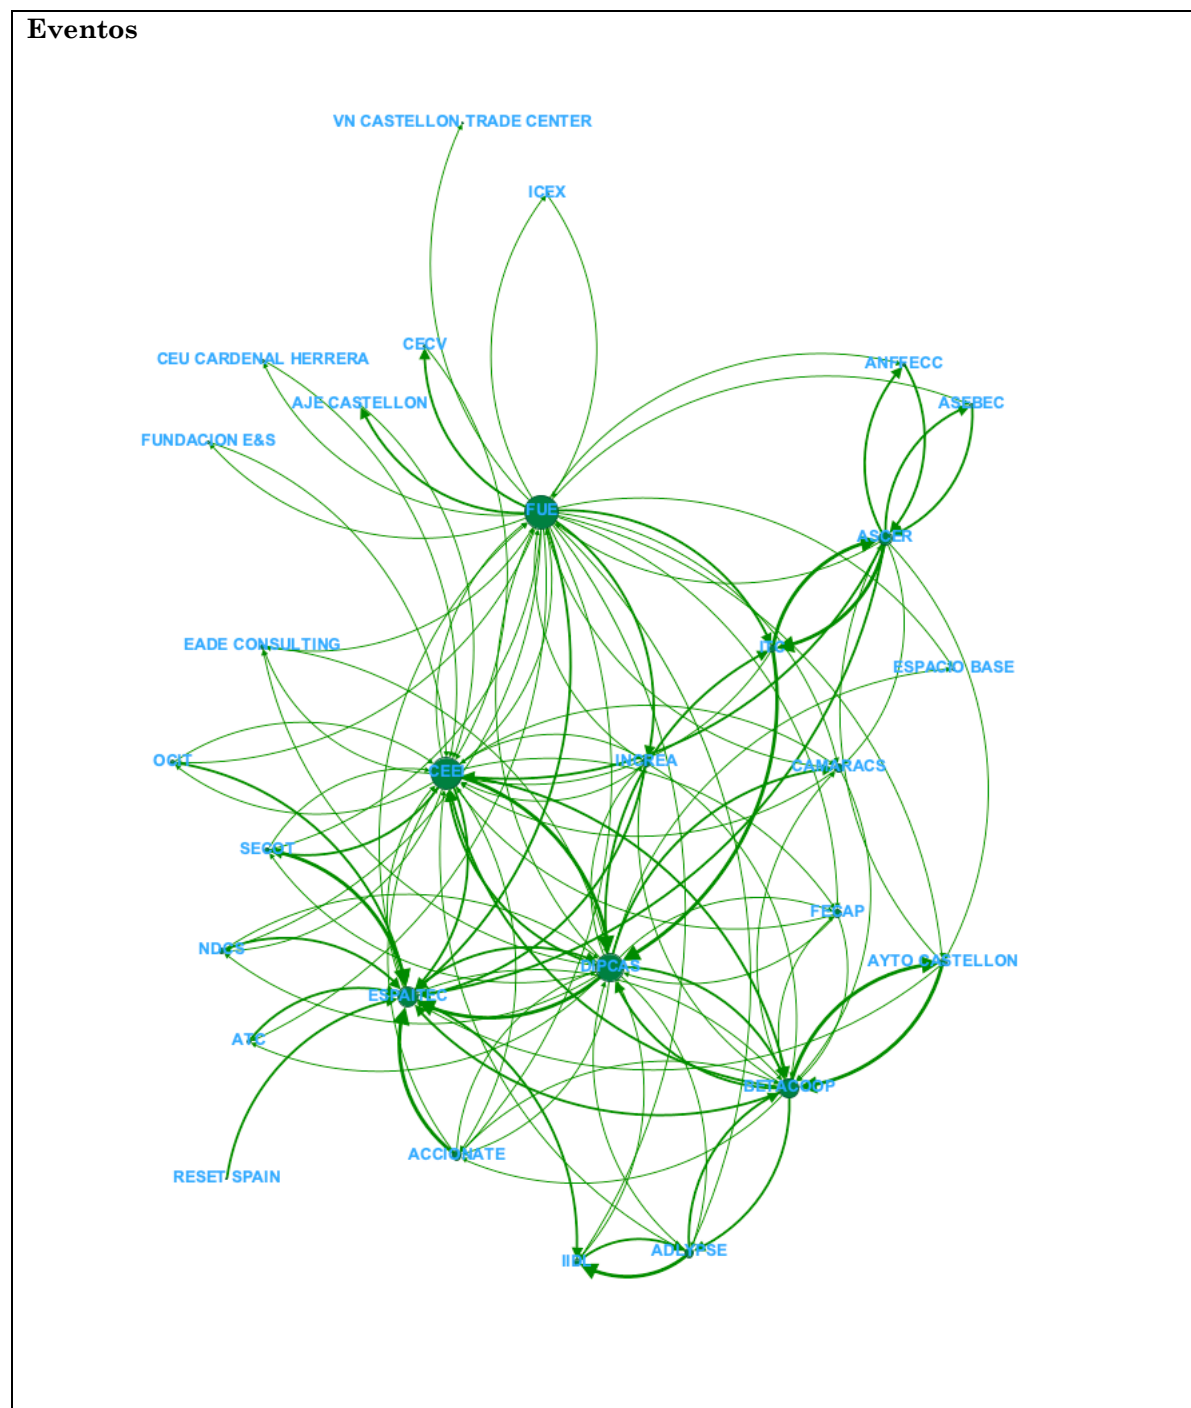 Eventos
VN CASTELLON TRADE CENTER
ICEX
CECV
CEU CARDENAL HERRERA
ANFFECC
AJE CASTELLON
ASEBEC
FUNDACION E&S
FUE
ASCER
EADE CONSULTING
ITC
ESPACIO BASE
OCIT
INCREA
CAMARACS
CEEI
SECOT
FECAP
NDCS
AYTO CASTELLON
DIPCAS
ESPAITEC
ATC
BETACOOP
ACCIONATE
RESET SPAIN
ADLYPSE
IIDL